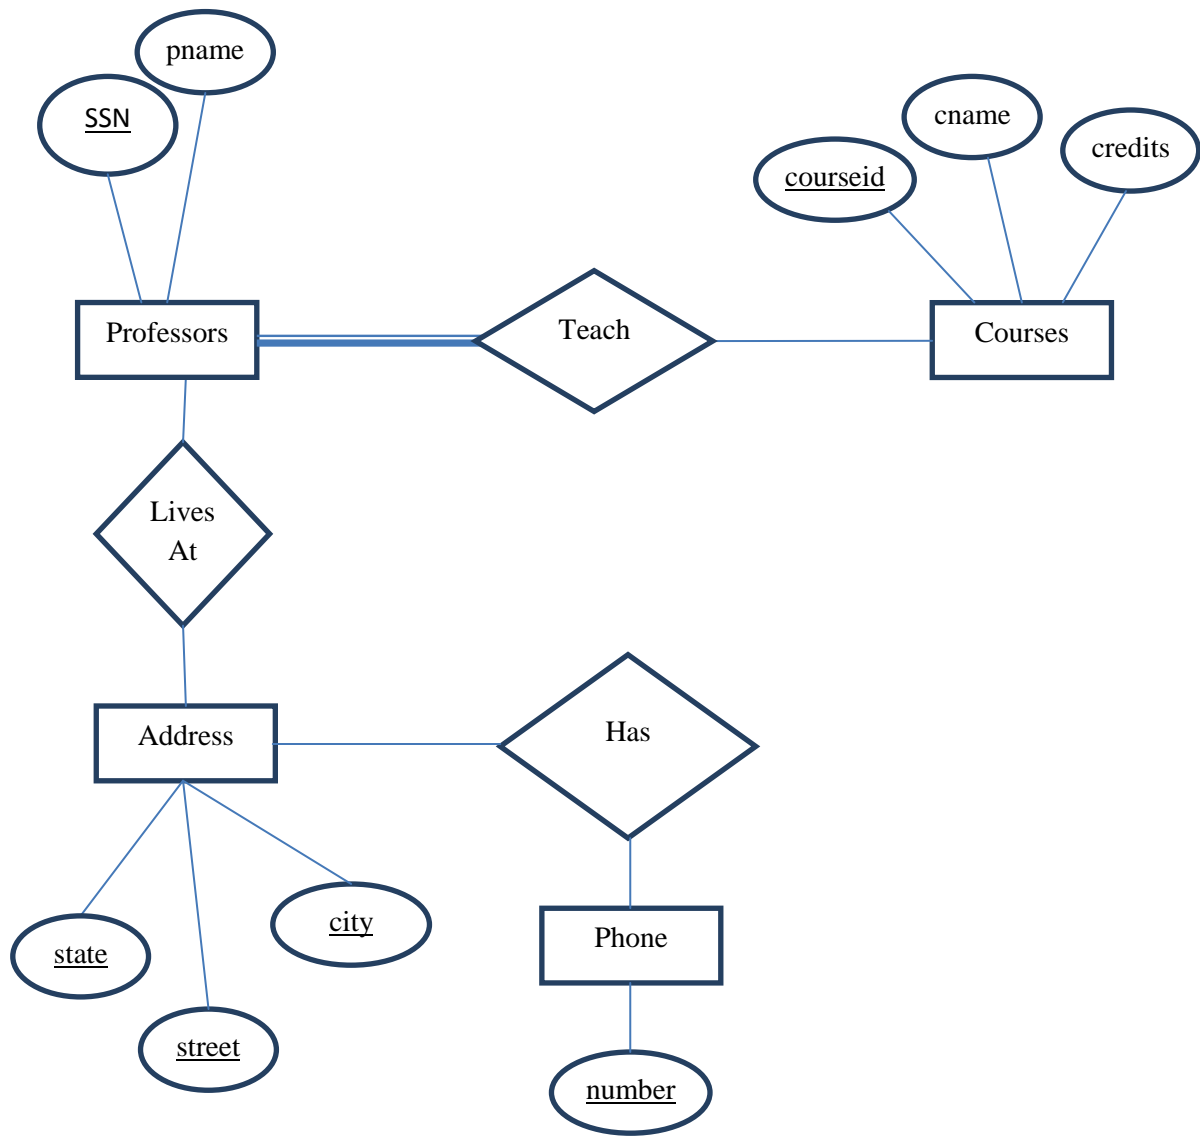 pname
SSN
cname
credits
courseid
Professors
Teach
Courses
Lives
At
Address
Has
state
city
street
Phone
number